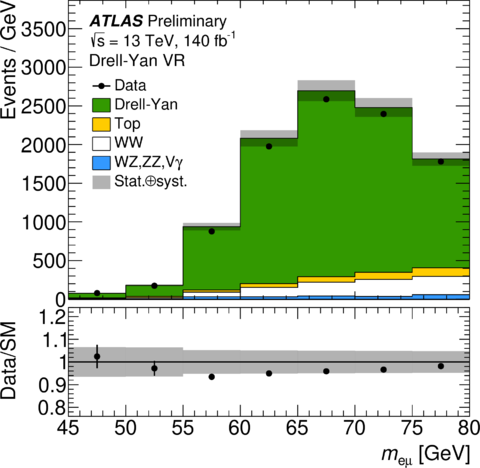 Events / GeV
3500
3000
2500
2000
1500
1000
500
0
ATLAS Preliminary
√s = 13 TeV, 140 fb⁻¹
Drell-Yan VR
Data
Drell-Yan
Top
WW
WZ,ZZ,Vγ
Stat.⊕syst.
Data/SM
1.2
1.1
1
0.9
0.8
45 50 55 60 65 70 75 80
m_eμ [GeV]